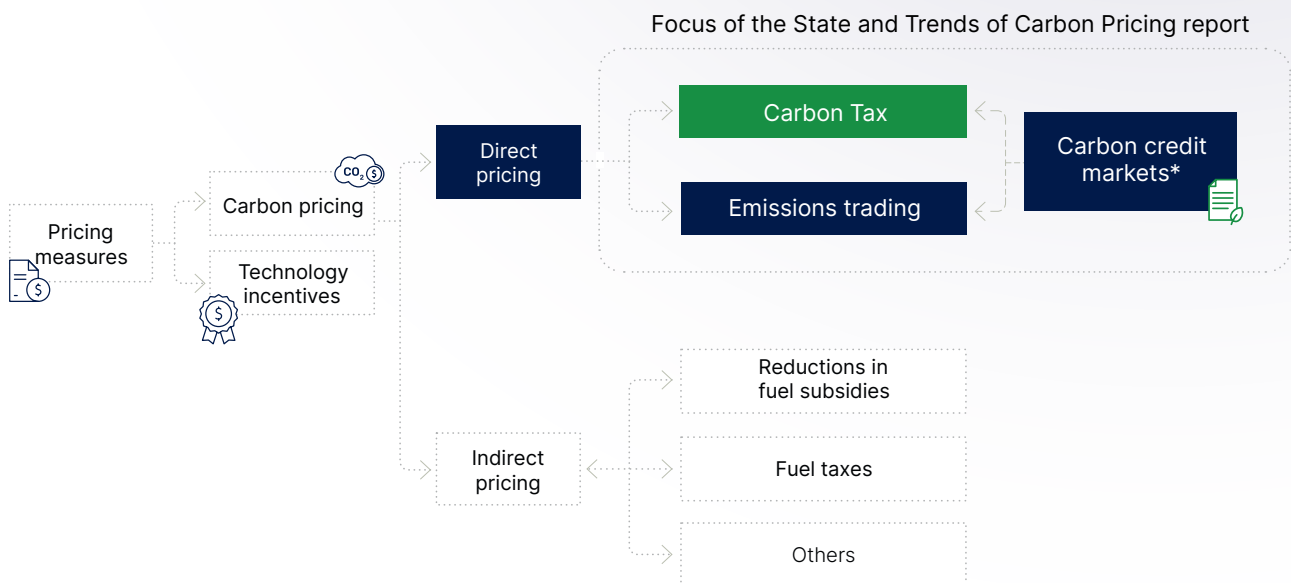 Focus of the State and Trends of Carbon Pricing report
Carbon Tax
Direct
pricing
Carbon credit
markets*
CO₂ $
Carbon pricing
Emissions trading
Pricing
measures
$
Technology
incentives
$
Reductions in
fuel subsidies
Indirect
pricing
Fuel taxes
Others